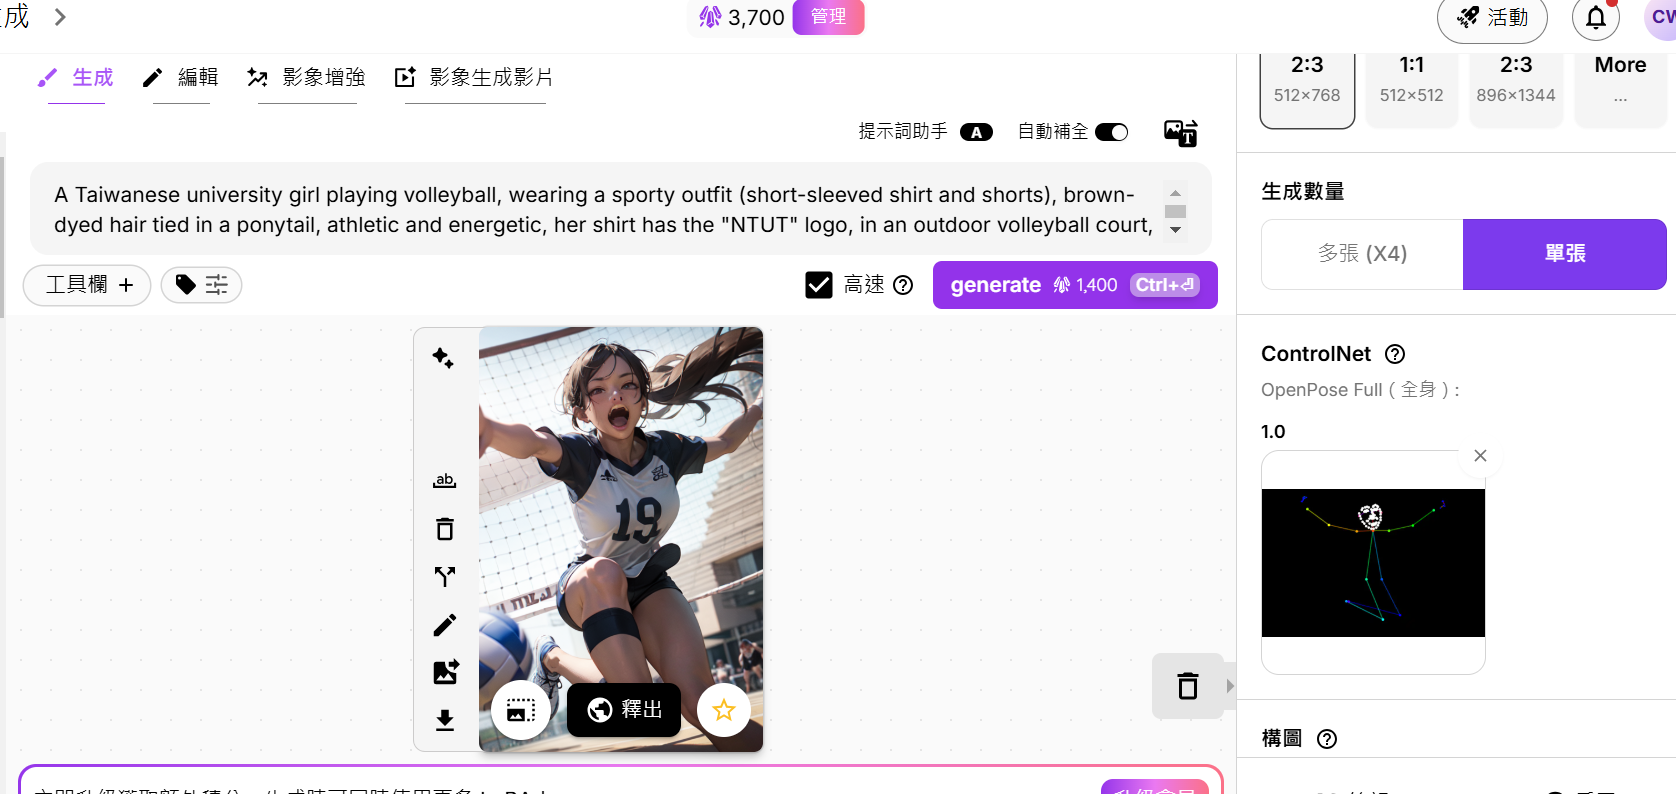 生成
3,700
管理
活動
CW
生成
編輯
影象增強
影象生成影片
提示詞助手
A
自動補全
A Taiwanese university girl playing volleyball, wearing a sporty outfit (short-sleeved shirt and shorts), brown-
dyed hair tied in a ponytail, athletic and energetic, her shirt has the "NTUT" logo, in an outdoor volleyball court,
工具欄 +
高速
generate 1,400 Ctrl+⏎
ab
19
釋出
2:3
512×768
1:1
512×512
2:3
896×1344
More
...
生成數量
多張 (X4)
單張
ControlNet
OpenPose Full ( 全身 ) :
1.0
構圖